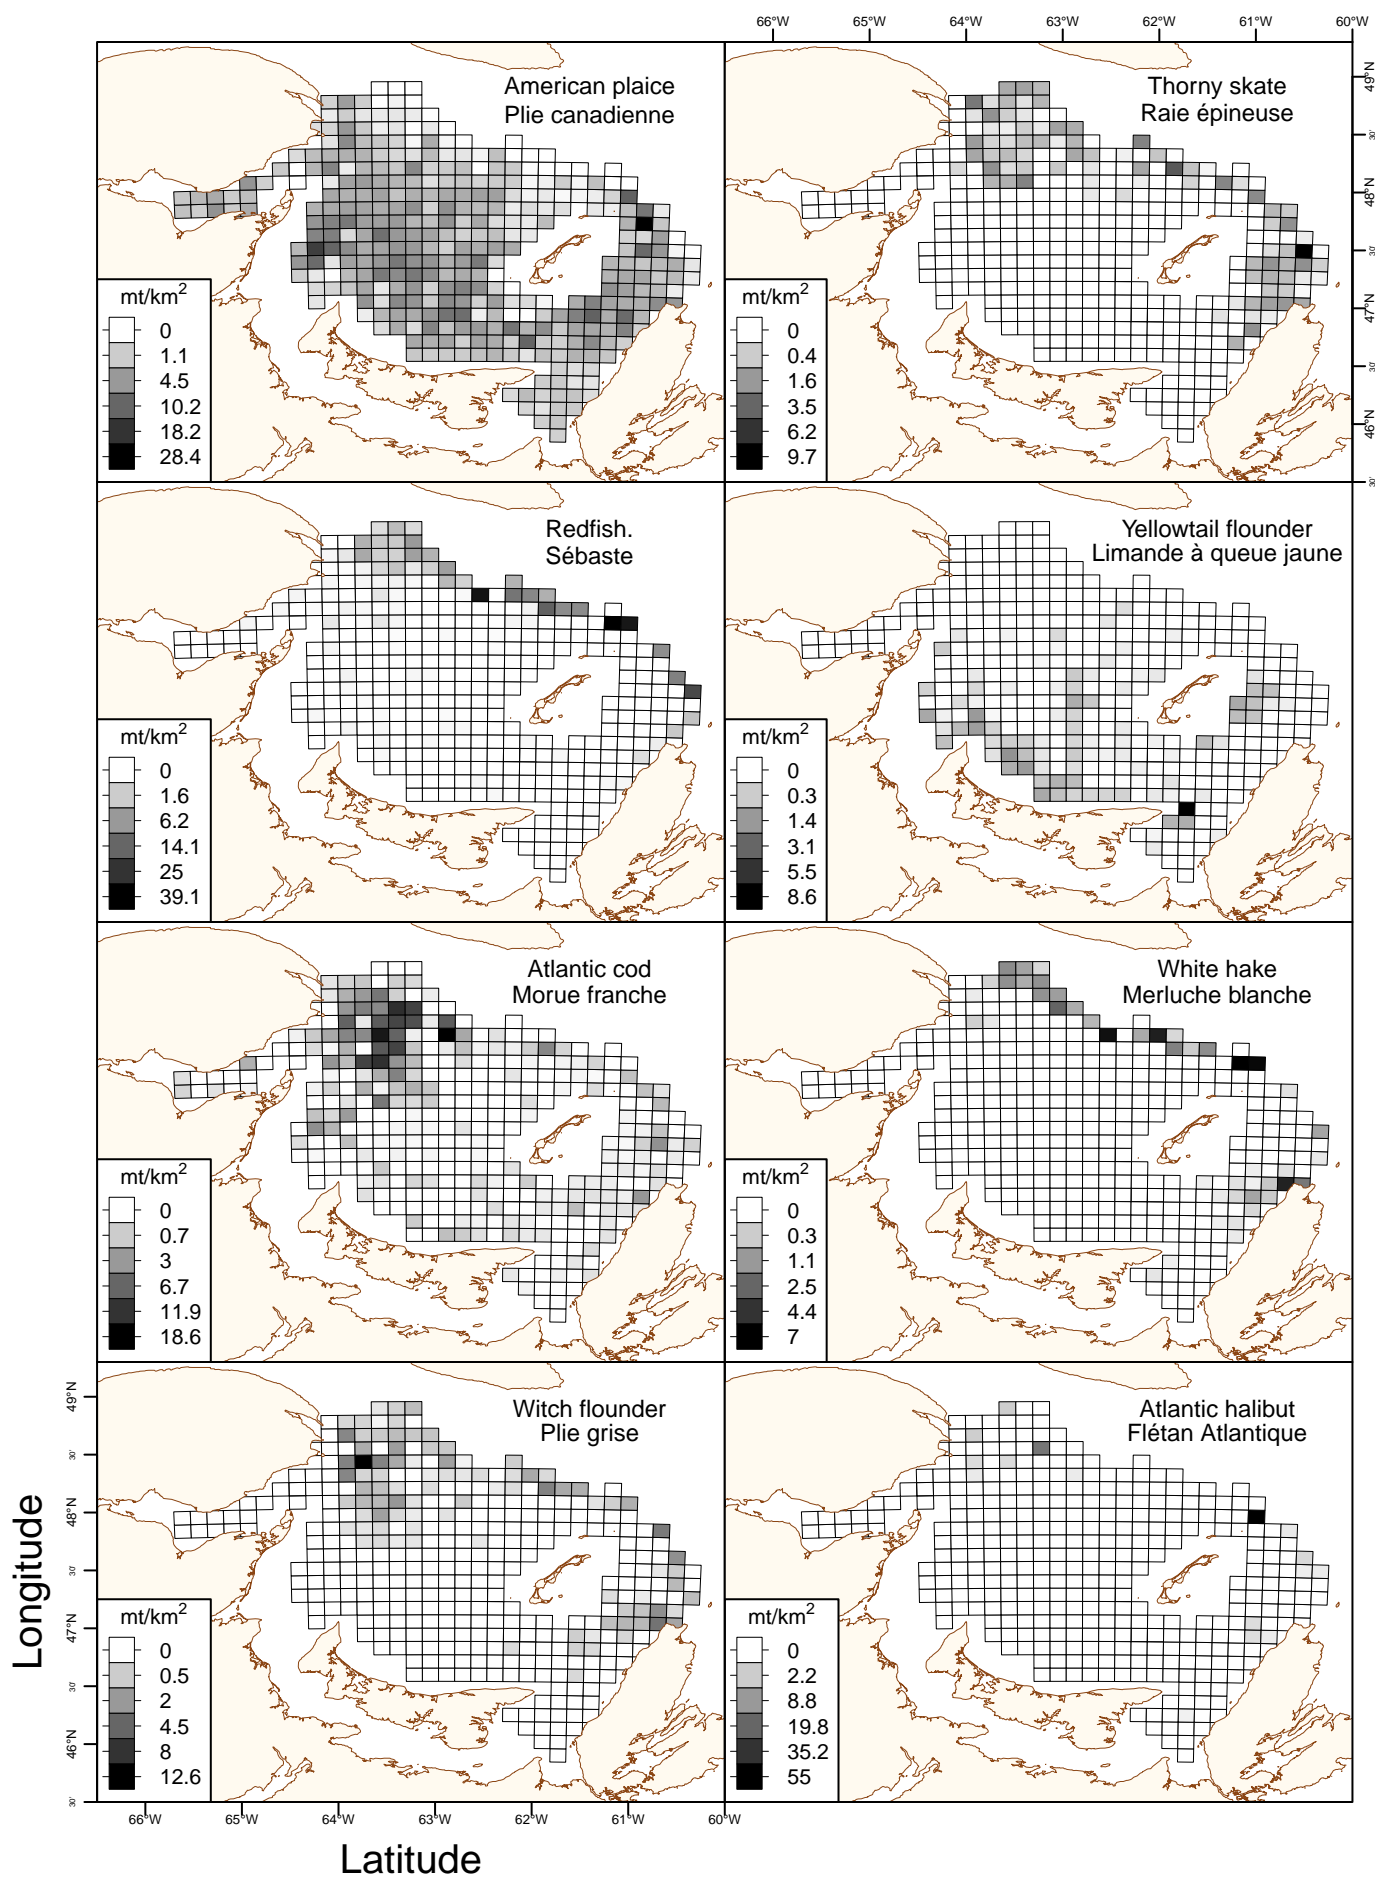 66°W
64°W
63°W
62°W
61°W
60°W
American plaice
Plie canadienne
mt/km2
0
1.1
4.5
10.2
18.2
28.4
Thorny skate
Raie épineuse
mt/km2
0
0.4
1.6
3.5
6.2
9.7
49°N
30'
48°N
30'
47°N
30'
46°N
30'
Redfish.
Sébaste
mt/km2
0
1.6
6.2
14.1
25
39.1
Yellowtail flounder
Limande à queue jaune
mt/km2
0
0.3
1.4
3.1
5.5
8.6
Atlantic cod
Morue franche
mt/km2
0
0.7
3
6.7
11.9
18.6
White hake
Merluche blanche
mt/km2
0
0.3
1.1
2.5
4.4
7
Witch flounder
Plie grise
mt/km2
0
0.5
2
4.5
8
12.6
Atlantic halibut
Flétan Atlantique
mt/km2
0
2.2
8.8
19.8
35.2
55
49°N
30'
48°N
30'
47°N
30'
46°N
30'
Longitude
66°W
65°W
64°W
63°W
62°W
61°W
60°W
Latitude